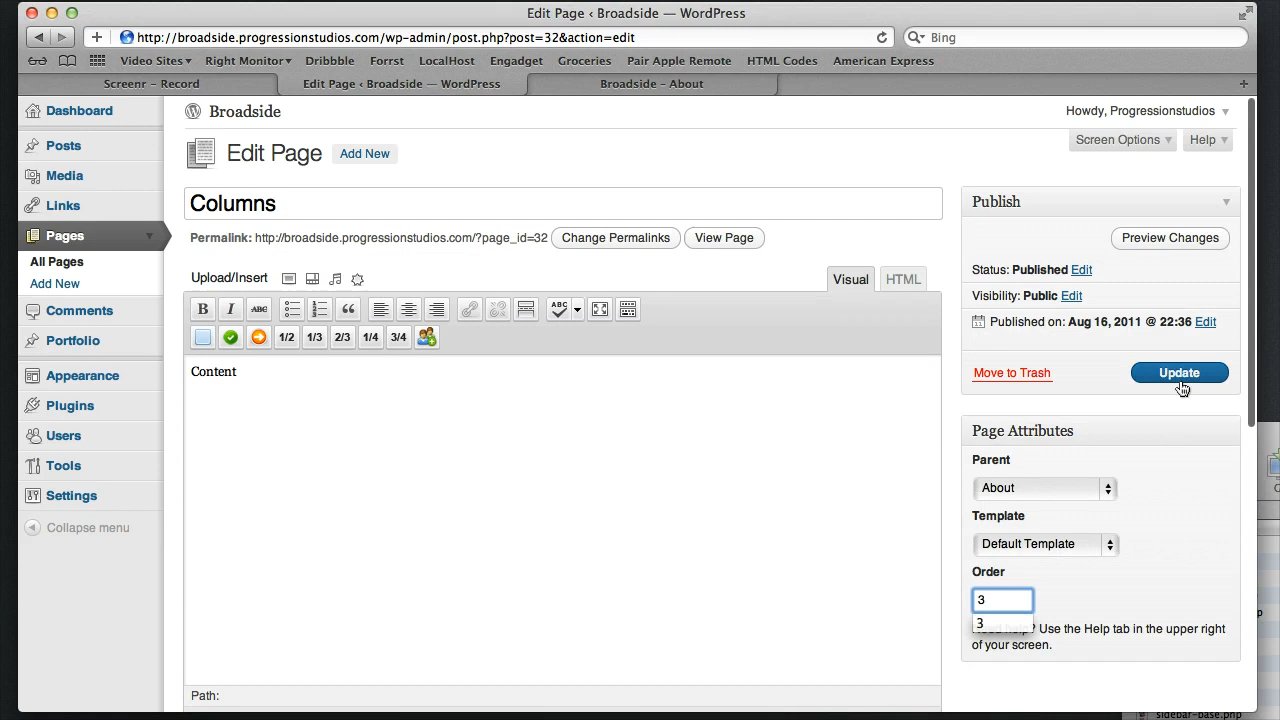 Edit Page ‹ Broadside — WordPress
http://broadside.progressionstudios.com/wp-admin/post.php?post=32&action=edit
Bing
Video Sites▾ Right Monitor▾ Dribbble Forrst LocalHost Engadget Groceries Pair Apple Remote HTML Codes American Express
Screenr - Record Edit Page ‹ Broadside — WordPress Broadside - About
Dashboard
Posts
Media
Links
Pages
All Pages
Add New
Comments
Portfolio
Appearance
Plugins
Users
Tools
Settings
Collapse menu
Broadside
Howdy, Progressionstudios
Screen Options Help
Edit Page Add New
Columns
Permalink: http://broadside.progressionstudios.com/?page_id=32 Change Permalinks View Page
Upload/Insert
Visual HTML
B I ABC ABC
1/2 1/3 2/3 1/4 3/4
Content
Path:
Publish
Preview Changes
Status: Published Edit
Visibility: Public Edit
Published on: Aug 16, 2011 @ 22:36 Edit
Move to Trash Update
Page Attributes
Parent
About
Template
Default Template
Order
3
3
? Use the Help tab in the upper right
of your screen.
sidebar-base.php